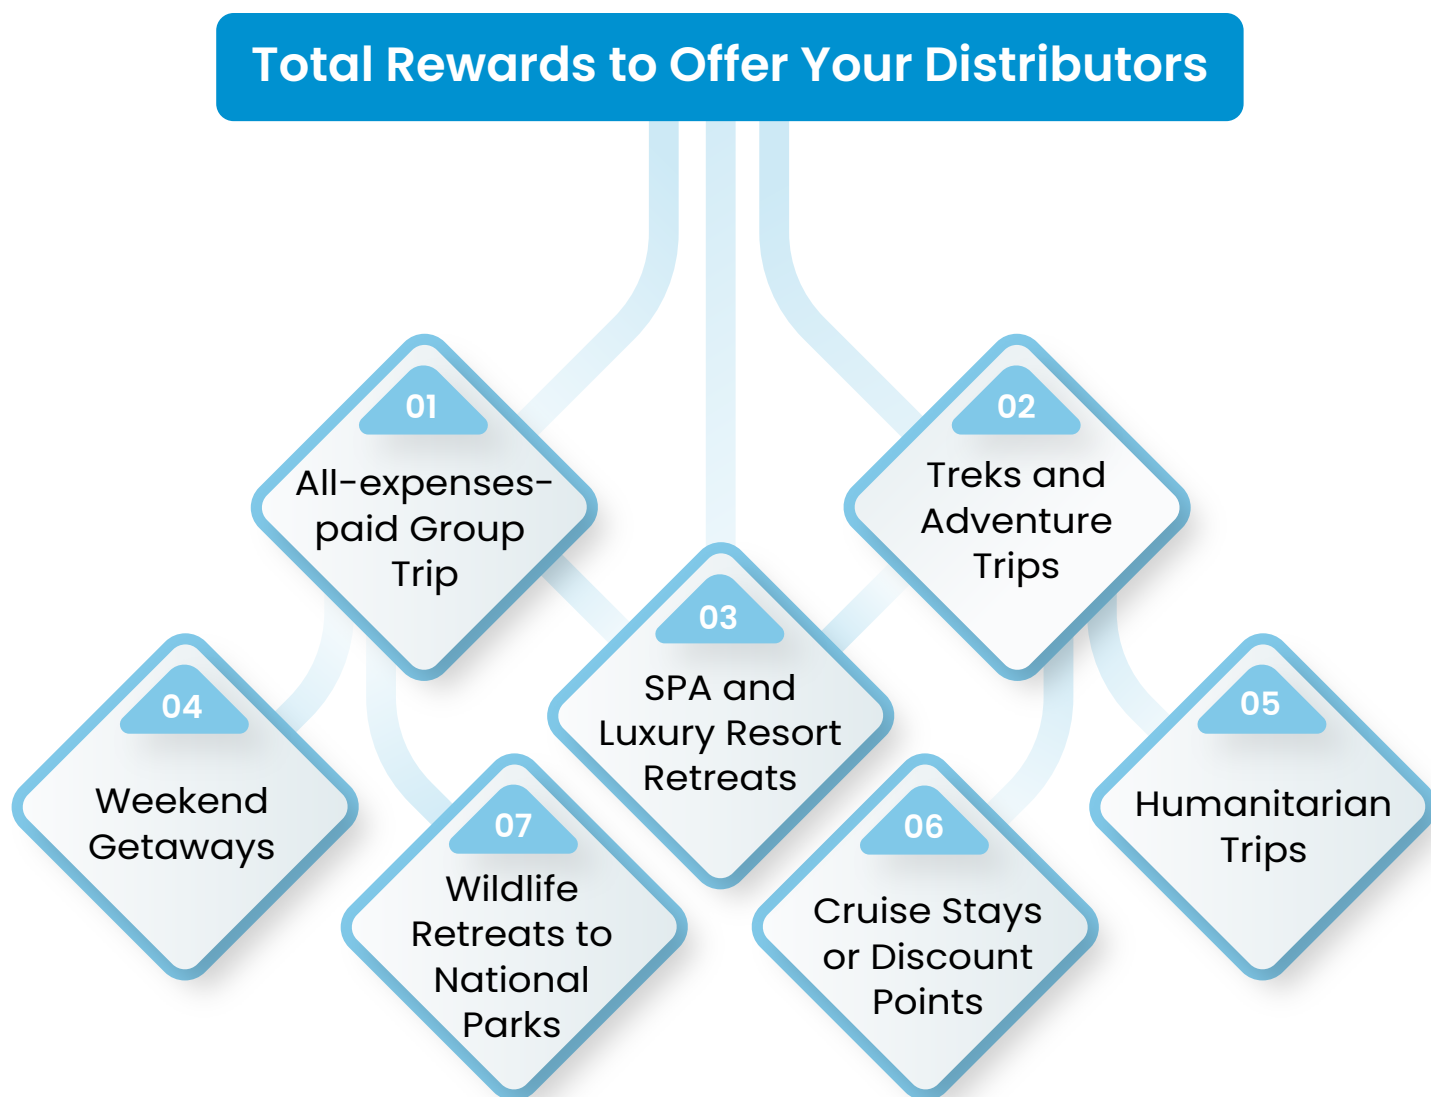 Total Rewards to Offer Your Distributors
01
All-expenses-
paid Group
Trip
02
Treks and
Adventure
Trips
03
SPA and
Luxury Resort
Retreats
04
Weekend
Getaways
05
Humanitarian
Trips
06
Cruise Stays
or Discount
Points
07
Wildlife
Retreats to
National
Parks